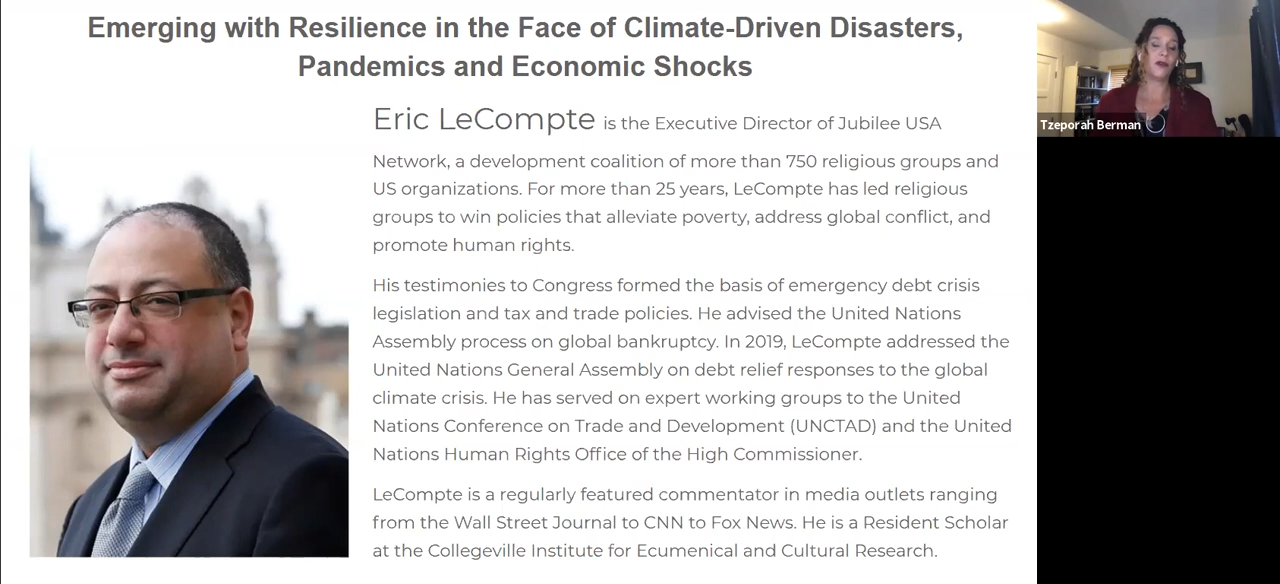 Emerging with Resilience in the Face of Climate-Driven Disasters,
Pandemics and Economic Shocks
Eric LeCompte is the Executive Director of Jubilee USA
Network, a development coalition of more than 750 religious groups and
US organizations. For more than 25 years, LeCompte has led religious
groups to win policies that alleviate poverty, address global conflict, and
promote human rights.
His testimonies to Congress formed the basis of emergency debt crisis
legislation and tax and trade policies. He advised the United Nations
Assembly process on global bankruptcy. In 2019, LeCompte addressed the
United Nations General Assembly on debt relief responses to the global
climate crisis. He has served on expert working groups to the United
Nations Conference on Trade and Development (UNCTAD) and the United
Nations Human Rights Office of the High Commissioner.
LeCompte is a regularly featured commentator in media outlets ranging
from the Wall Street Journal to CNN to Fox News. He is a Resident Scholar
at the Collegeville Institute for Ecumenical and Cultural Research.
Tzeporah Berman